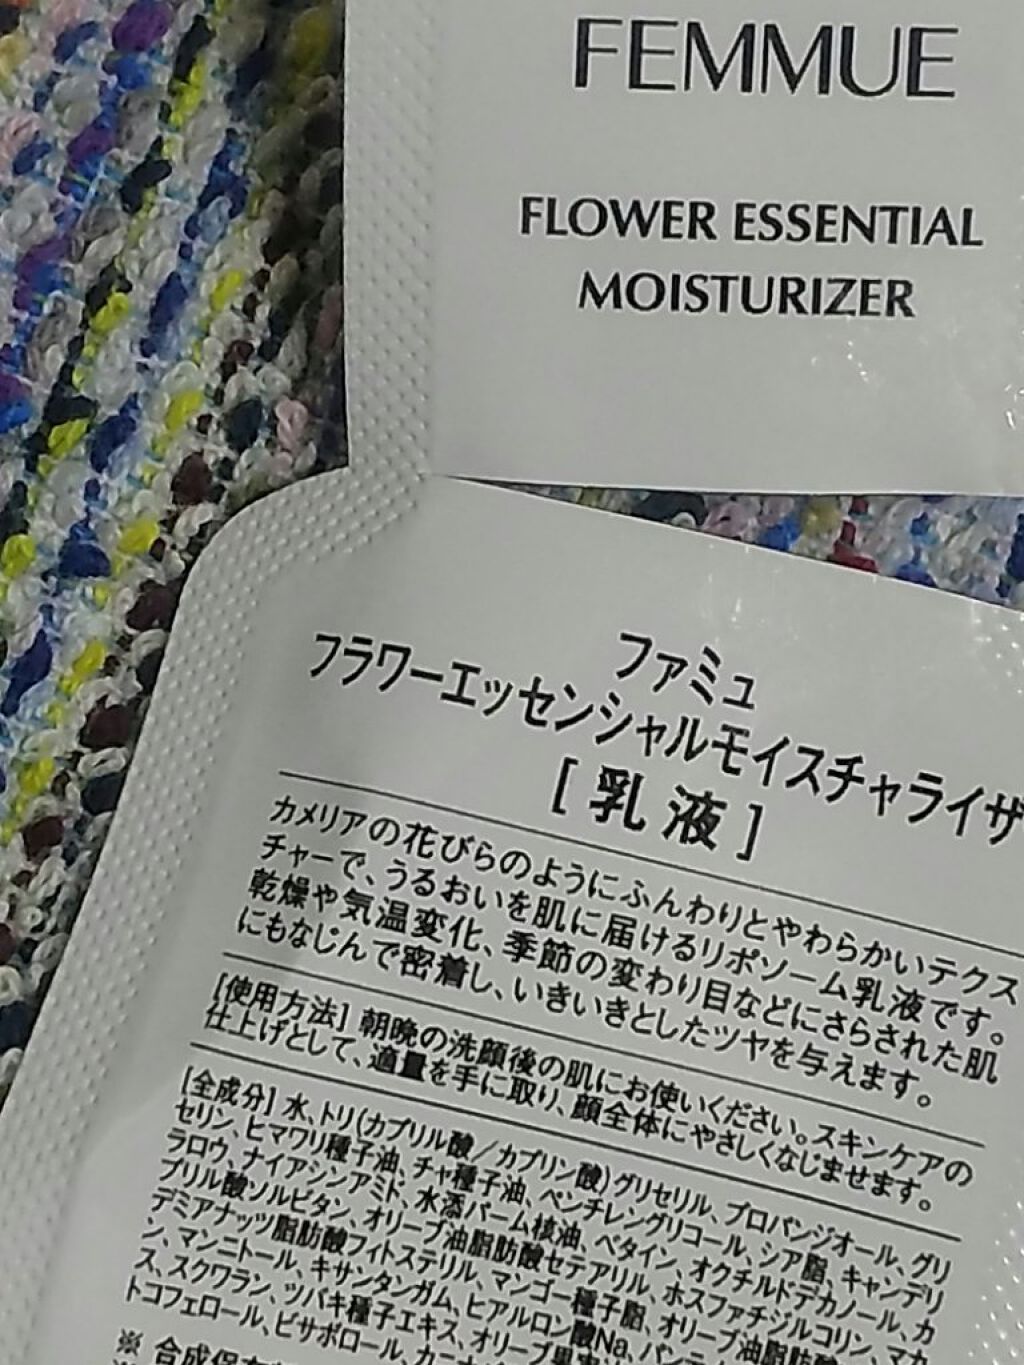 FEMMUE
FLOWER ESSENTIAL
MOISTURIZER
ファミュ
フラワーエッセンシャルモイスチャライザ
[ 乳 液 ]
カメリアの花びらのようにふんわりとやわらかいテクス
チャーで、うるおいを肌に届けるリポソーム乳液です。
乾燥や気温変化、季節の変わり目などにさらされた肌
にもなじんで密着し、いきいきとしたツヤを与えます。
[使用方法] 朝晩の洗顔後の肌にお使いください。スキンケアの
仕上げとして、適量を手に取り、顔全体にやさしくなじませます。
[全成分] 水、トリ(カプリル酸／カプリン酸)グリセリル、プロパンジオール、グリ
セリン、ヒマワリ種子油、チャ種子油、ペンチレングリコール、シア脂、キャンデリ
ラロウ、ナイアシンアミド、水添パーム核油、ベタイン、オクチルドデカノール、カ
プリル酸ソルビタン、オリーブ油脂肪酸セテアリル、ホスファチジルコリン、マカ
デミアナッツ脂肪酸フィトステリル、マンゴー種子脂、オリーブ油脂肪酸
ン、マンニトール、キサンタンガム、ヒアルロン酸Na、パンテ
ス、スクワラン、ツバキ種子エキス、オリーブ果実
トコフェロール、ビサボロール、カニナ
※ 合成保存